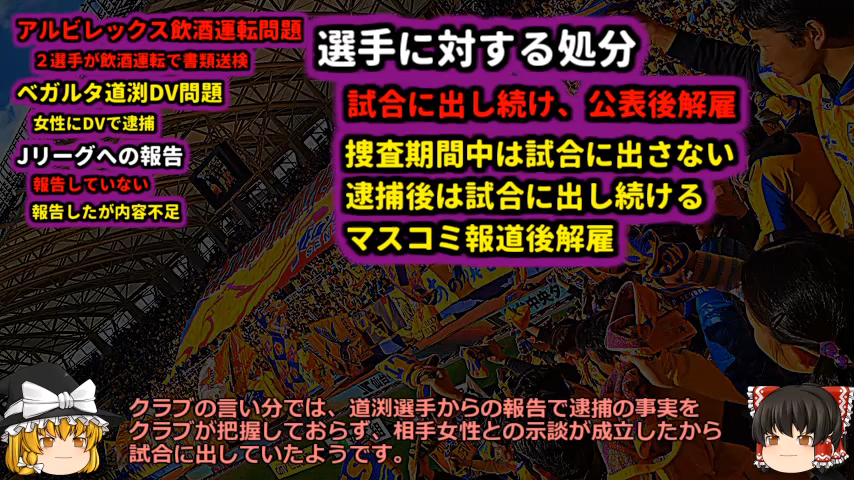 アルビレックス飲酒運転問題
２選手が飲酒運転で書類送検
ベガルタ道渕DV問題
女性にDVで逮捕
Jリーグへの報告
報告していない
報告したが内容不足
選手に対する処分
試合に出し続け、公表後解雇
捜査期間中は試合に出さない
逮捕後は試合に出し続ける
マスコミ報道後解雇
クラブの言い分では、道渕選手からの報告で逮捕の事実を
クラブが把握しておらず、相手女性との示談が成立したから
試合に出していたようです。